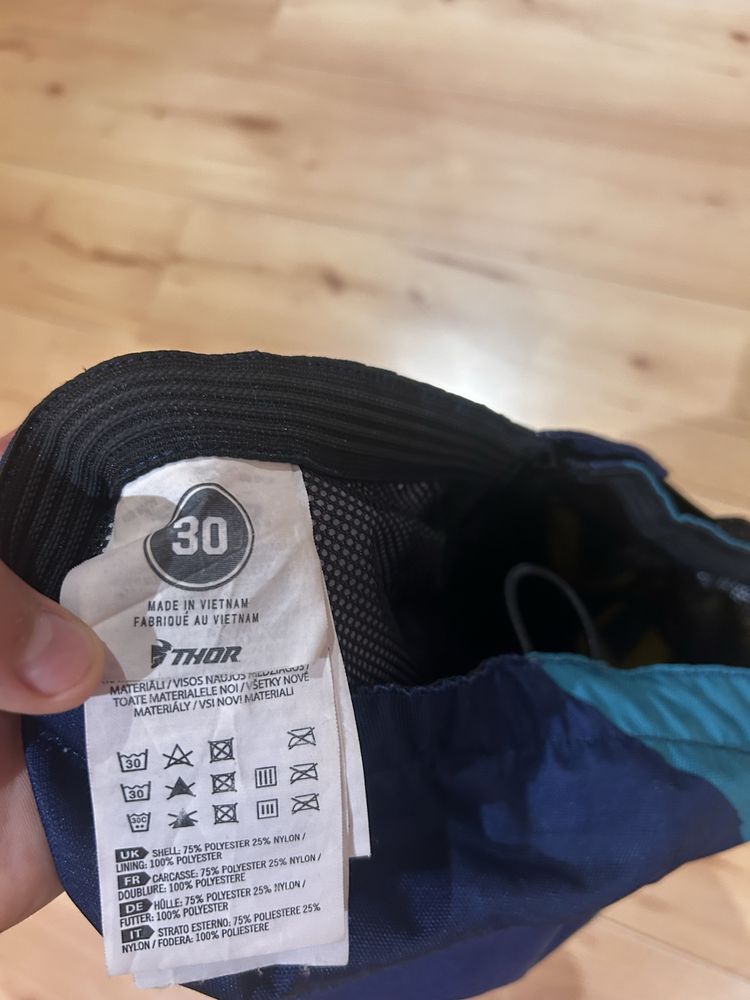 30
MADE IN VIETNAM
FABRIQUÉ AU VIETNAM
THOR
MATERIĀLI / VISOS NAUJOS MEDŽIAGOS /
TOATE MATERIALELE NOI / VŠETKY NOVÉ
MATERIÁLY / VSI NOVI MATERIALI
30
30
30C
UK SHELL: 75% POLYESTER 25% NYLON /
LINING: 100% POLYESTER
FR CARCASSE: 75% POLYESTER 25% NYLON /
DOUBLURE: 100% POLYESTERE
DE HÜLLE: 75% POLYESTER 25% NYLON /
FUTTER: 100% POLYESTER
IT STRATO ESTERNO: 75% POLIESTERE 25%
NYLON / FODERA: 100% POLIESTERE